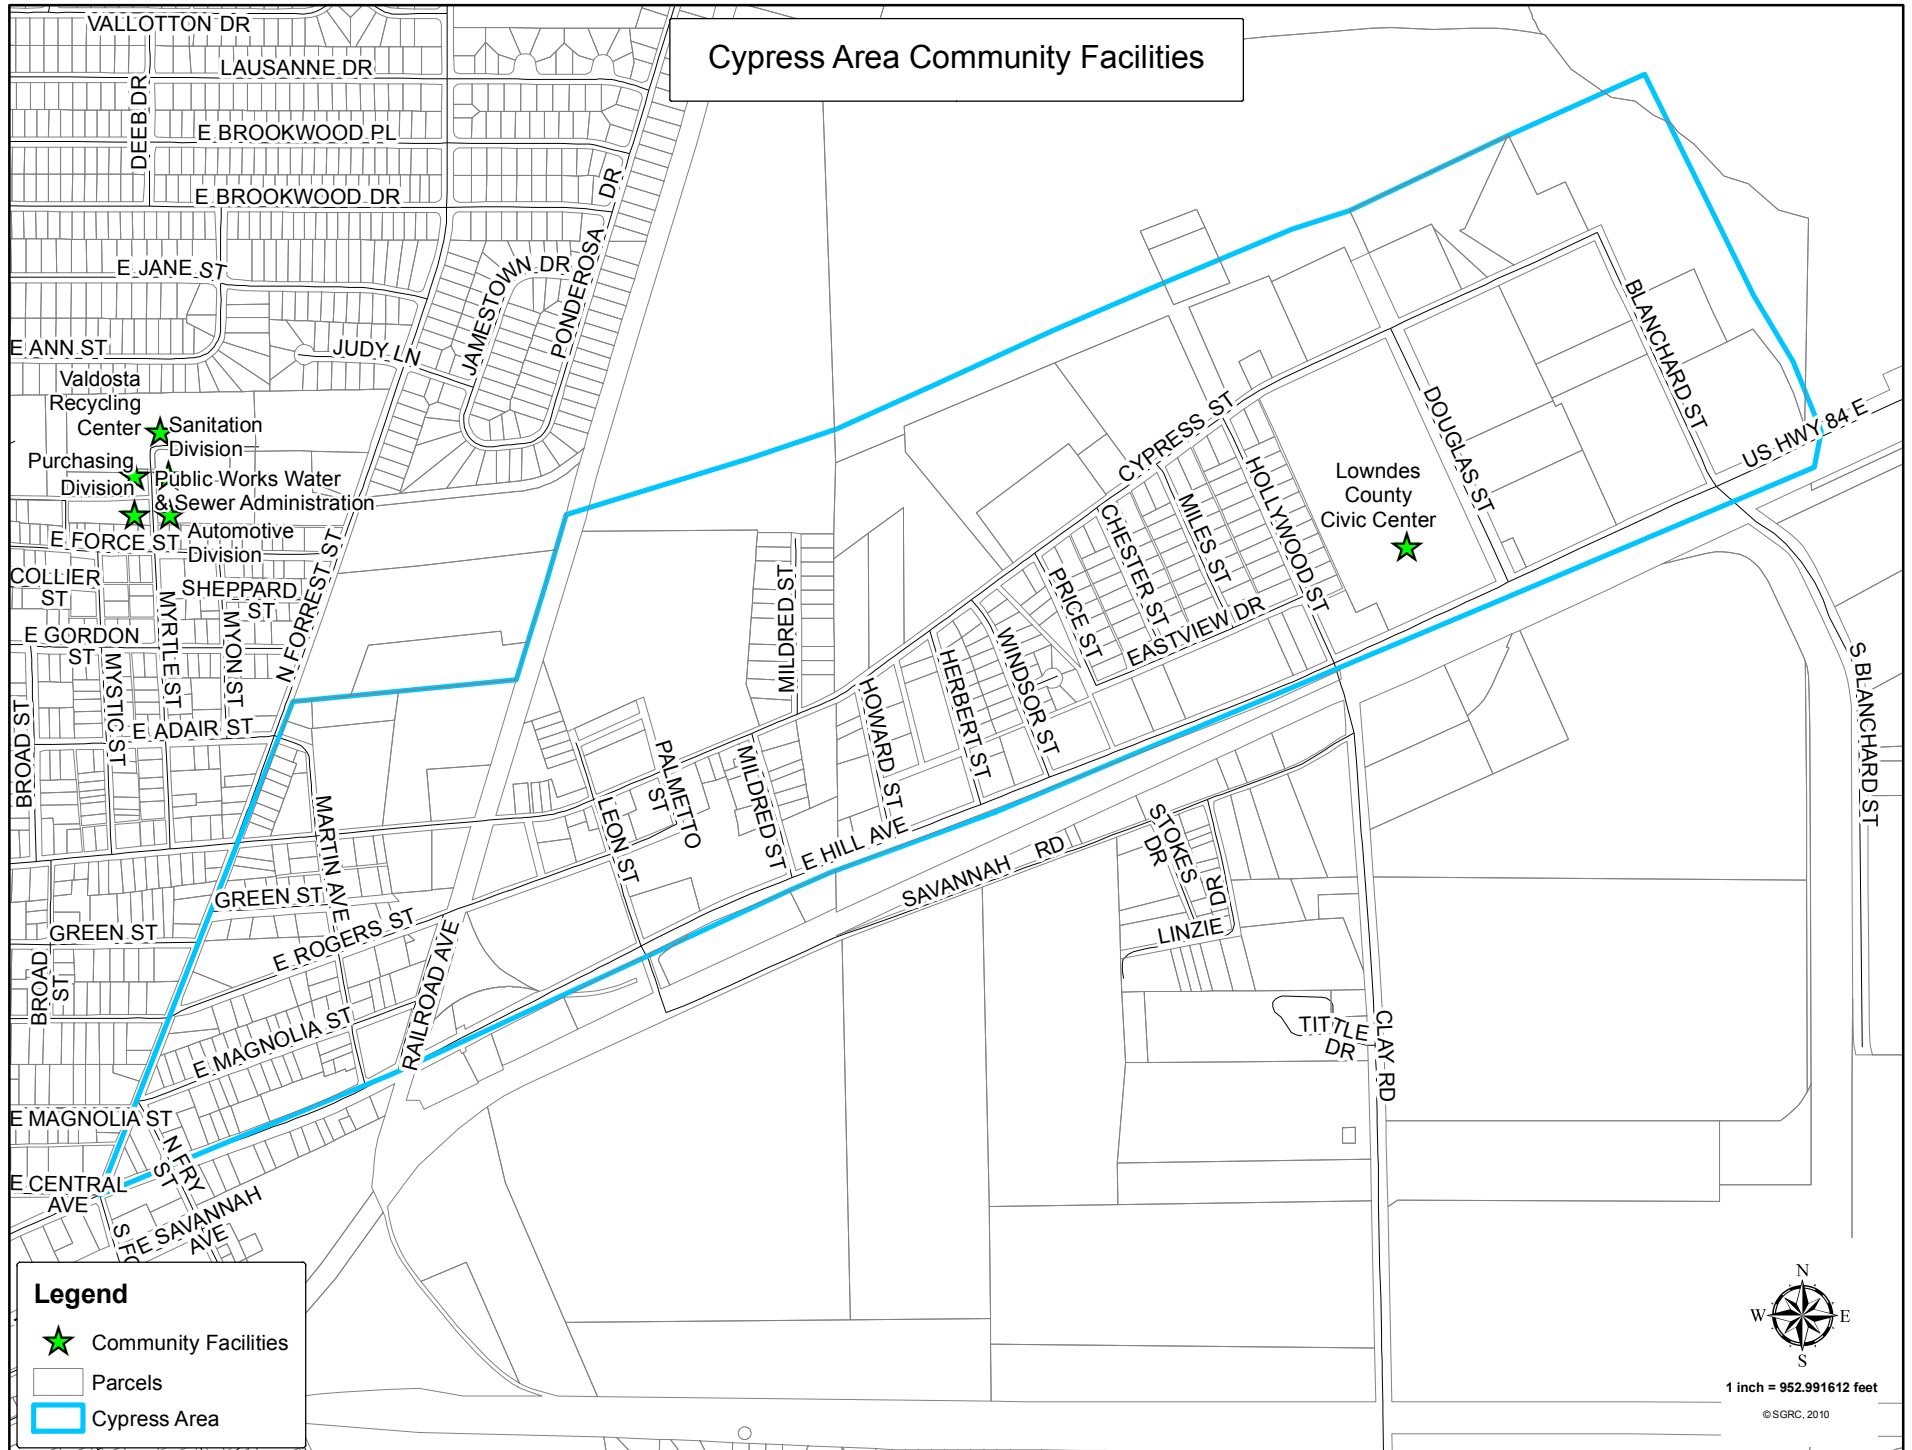 Cypress Area Community Facilities
VALLOTTON DR
LAUSANNE DR
DEEB DR
E BROOKWOOD PL
E BROOKWOOD DR
PONDEROSA DR
E JANE ST
JAMESTOWN DR
E ANN ST
JUDY LN
Valdosta
Recycling
Center
Sanitation
Division
Purchasing
Division
Public Works Water
& Sewer Administration
Automotive
Division
E FORCE ST
COLLIER
ST
SHEPPARD
ST
E GORDON
ST
MYSTIC ST
MYRTLE ST
MYON ST
N FORREST ST
E ADAIR ST
BROAD ST
MARTIN AVE
GREEN ST
GREEN ST
BROAD
ST
E ROGERS ST
E MAGNOLIA ST
E MAGNOLIA ST
RAILROAD AVE
N FRY
ST
E CENTRAL
AVE
E SAVANNAH
AVE
S FO
LEON ST
PALMETTO
ST
MILDRED ST
MILDRED ST
HOWARD ST
HERBERT ST
WINDSOR ST
PRICE ST
CHESTER ST
MILES ST
HOLLYWOOD ST
EASTVIEW DR
CYPRESS ST
DOUGLAS ST
BLANCHARD ST
US HWY 84 E
Lowndes
County
Civic Center
E HILL AVE
SAVANNAH RD
STOKES
DR
LINZIE DR
TITTLE
DR
CLAY RD
S BLANCHARD ST
Legend
Community Facilities
Parcels
Cypress Area
N
W E
S
1 inch = 952.991612 feet
©SGRC, 2010